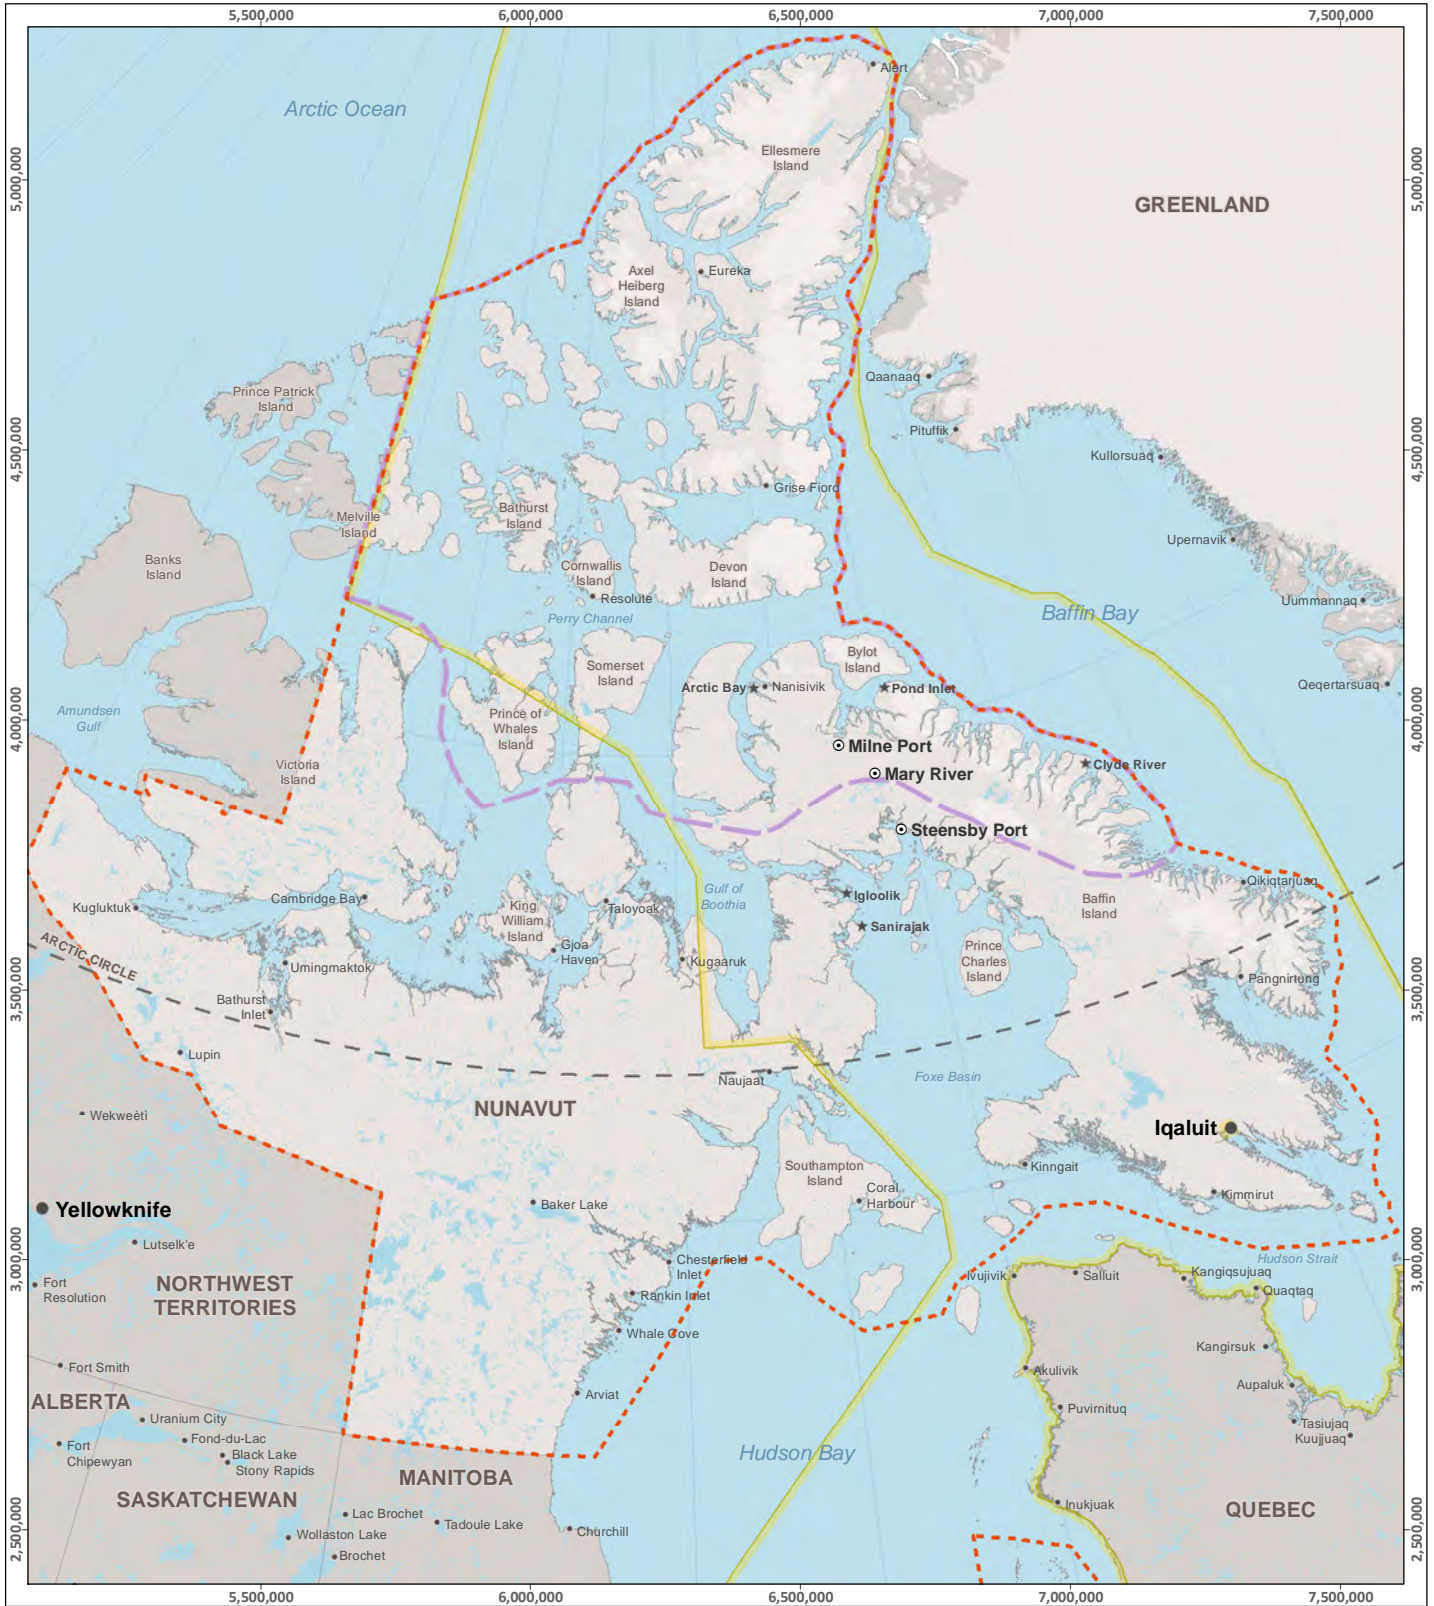 5,500,000
6,000,000
6,500,000
7,000,000
7,500,000
Alert
Arctic Ocean
Ellesmere
Island
5,000,000
5,000,000
GREENLAND
Axel
Heiberg
Island
Eureka
Qaanaaq
Prince Patrick
Island
Pituffik
4,500,000
4,500,000
Kullorsuaq
Grise Fiord
Bathurst
Island
Melville
Island
Upernavik
Banks
Island
Cornwallis
Island
Devon
Island
Resolute
Uummannaq
Perry Channel
Baffin Bay
Bylot
Island
Somerset
Island
Arctic Bay
Nanisivik
Pond Inlet
Qeqertarsuaq
Amundsen
Gulf
4,000,000
4,000,000
Prince of
Whales
Island
Milne Port
Victoria
Island
Mary River
Clyde River
Steensby Port
Qikiqtarjuaq
Gulf of
Boothia
Igloolik
Cambridge Bay
Kugluktuk
King
William
Island
Taloyoak
Baffin
Island
Sanirajak
ARCTIC CIRCLE
Gjoa
Haven
Kugaaruk
Prince
Charles
Island
Umingmaktok
Pangnirtung
3,500,000
3,500,000
Bathurst
Inlet
Lupin
Naujaat
Foxe Basin
Wekweètì
NUNAVUT
Iqaluit
Southampton
Island
Kinngait
Coral
Harbour
Kimmirut
Yellowknife
Baker Lake
Lutselk'e
3,000,000
3,000,000
Chesterfield
Inlet
Hudson Strait
Fort
Resolution
NORTHWEST
TERRITORIES
Ivujivik
Salluit
Kangiqsujuaq
Quaqtaq
Rankin Inlet
Whale Cove
Kangirsuk
Fort Smith
Akulivik
Aupaluk
Arviat
ALBERTA
Puvirnituq
Uranium City
Tasiujaq
Kuujjuaq
Fond-du-Lac
Fort
Chipewyan
Black Lake
Stony Rapids
Hudson Bay
MANITOBA
SASKATCHEWAN
Inukjuak
QUEBEC
Lac Brochet
Tadoule Lake
Wollaston Lake
Churchill
2,500,000
2,500,000
Brochet
5,500,000
6,000,000
6,500,000
7,000,000
7,500,000